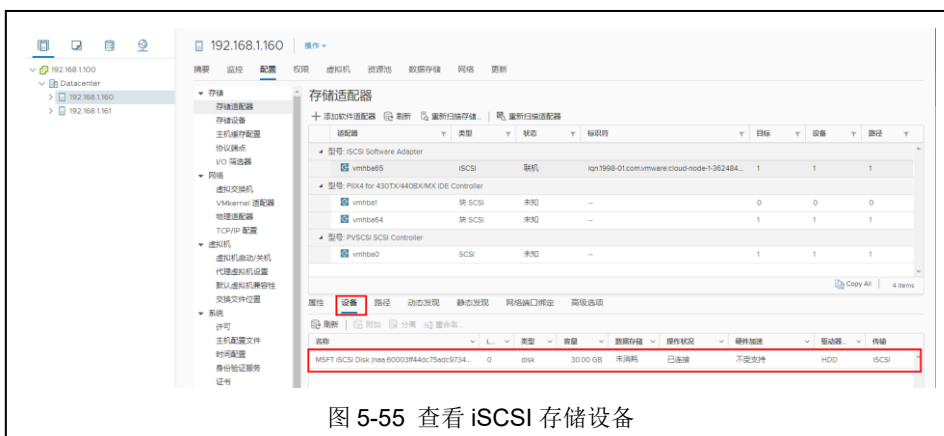 192.168.1.160 操作
192.168.1.100
Datacenter
192.168.1.160
192.168.1.161
摘要 监控 配置 权限 虚拟机 资源池 数据存储 网络 更新
存储
存储适配器
存储设备
主机缓存配置
协议端点
I/O 筛选器
网络
虚拟交换机
VMkernel 适配器
物理适配器
TCP/IP 配置
虚拟机
虚拟机启动/关机
代理虚拟机设置
默认虚拟机兼容性
交换文件位置
系统
许可
主机配置文件
时间配置
身份验证服务
证书
存储适配器
添加软件适配器 刷新 重新扫描存储... 重新扫描适配器
适配器 类型 状态 标识符 目标 设备 路径
型号: iSCSI Software Adapter
vmhba65 iSCSI 联机 iqn.1998-01.com.vmware:cloud-node-1-362484... 1 1 1
型号: PIIX4 for 430TX/440BX/MX IDE Controller
vmhba1 块 SCSI 未知 -- 0 0 0
vmhba64 块 SCSI 未知 -- 1 1 1
型号: PVSCSI SCSI Controller
vmhba0 SCSI 未知 -- 1 1 1
Copy All 4 items
属性 设备 路径 动态发现 静态发现 网络端口绑定 高级选项
刷新 附加 分离 重命名...
名称 L... 类型 容量 数据存储 操作状况 硬件加速 驱动器... 传输
MSFT iSCSI Disk (naa.60003ff44dc75adc9734... 0 disk 30.00 GB 未消耗 已连接 不受支持 HDD iSCSI
图 5-55 查看 iSCSI 存储设备